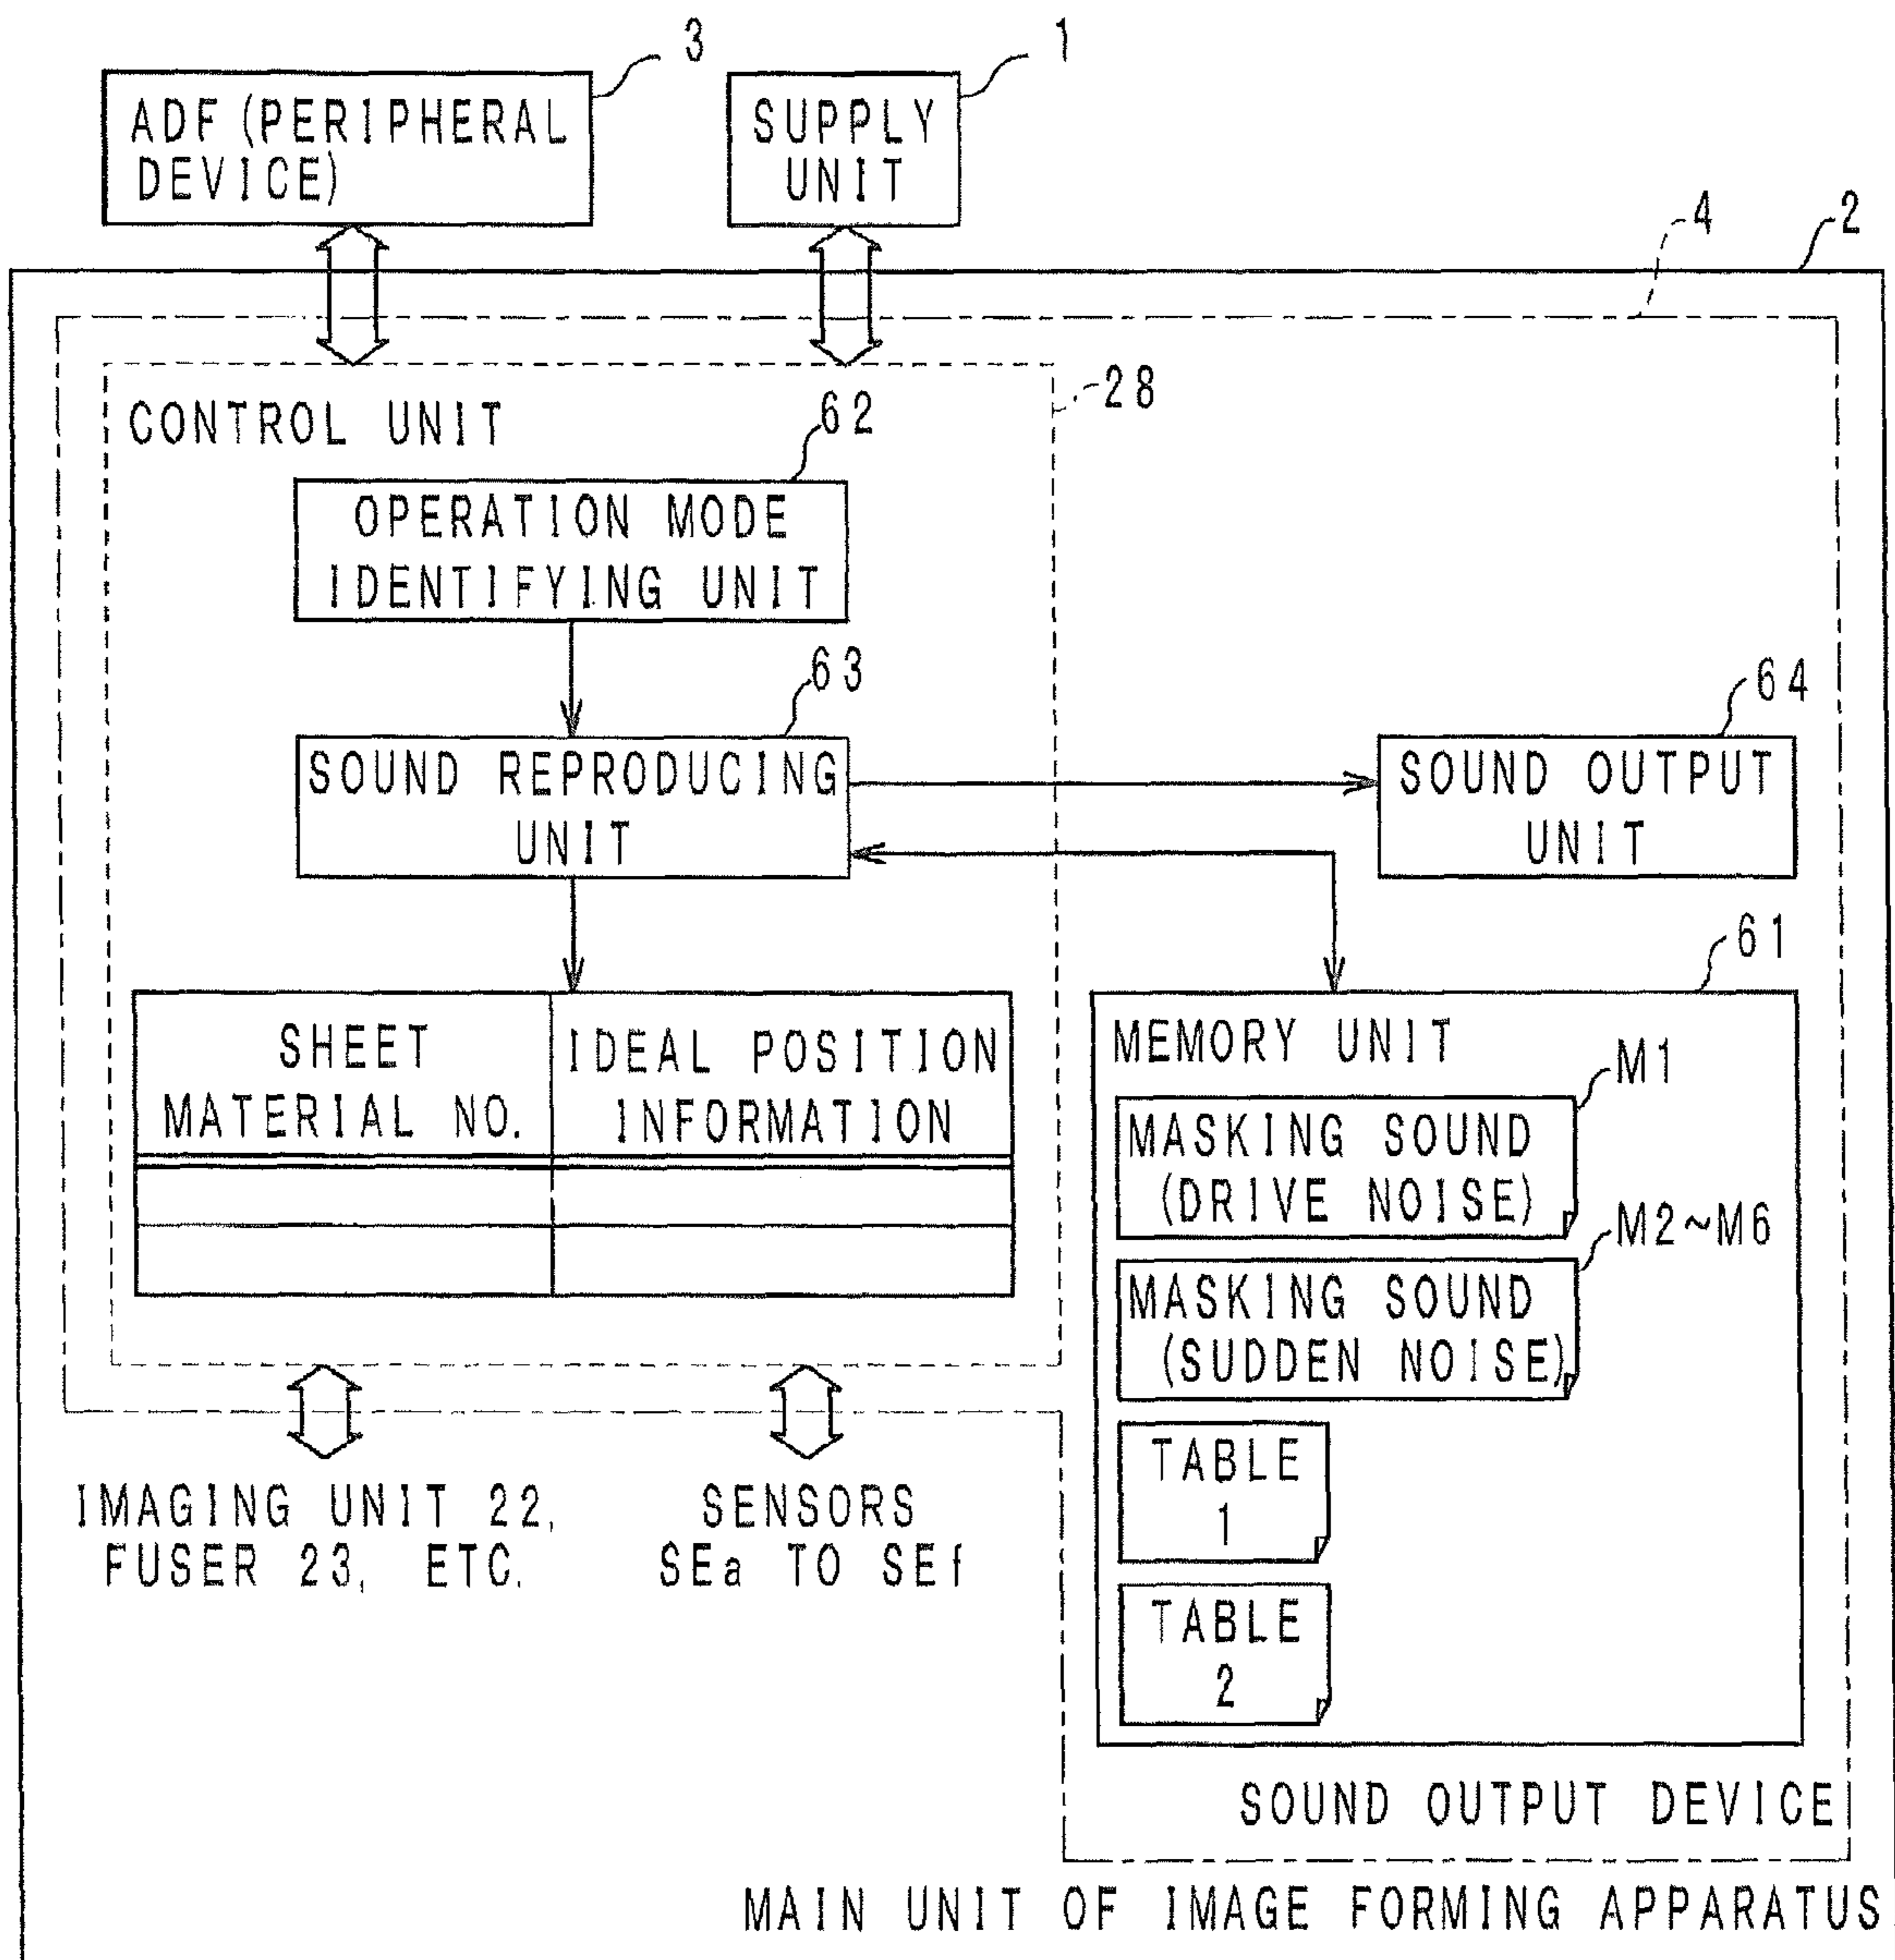 3
1
ADF (PERIPHERAL
DEVICE)
SUPPLY
UNIT
4
2
28
CONTROL UNIT
62
OPERATION MODE
IDENTIFYING UNIT
63
SOUND REPRODUCING
UNIT
64
SOUND OUTPUT
UNIT
61
SHEET
MATERIAL NO.
IDEAL POSITION
INFORMATION
MEMORY UNIT
M1
MASKING SOUND
(DRIVE NOISE)
M2~M6
MASKING SOUND
(SUDDEN NOISE)
TABLE
1
TABLE
2
IMAGING UNIT 22,
FUSER 23, ETC.
SENSORS
SEa TO SEf
SOUND OUTPUT DEVICE
MAIN UNIT OF IMAGE FORMING APPARATUS